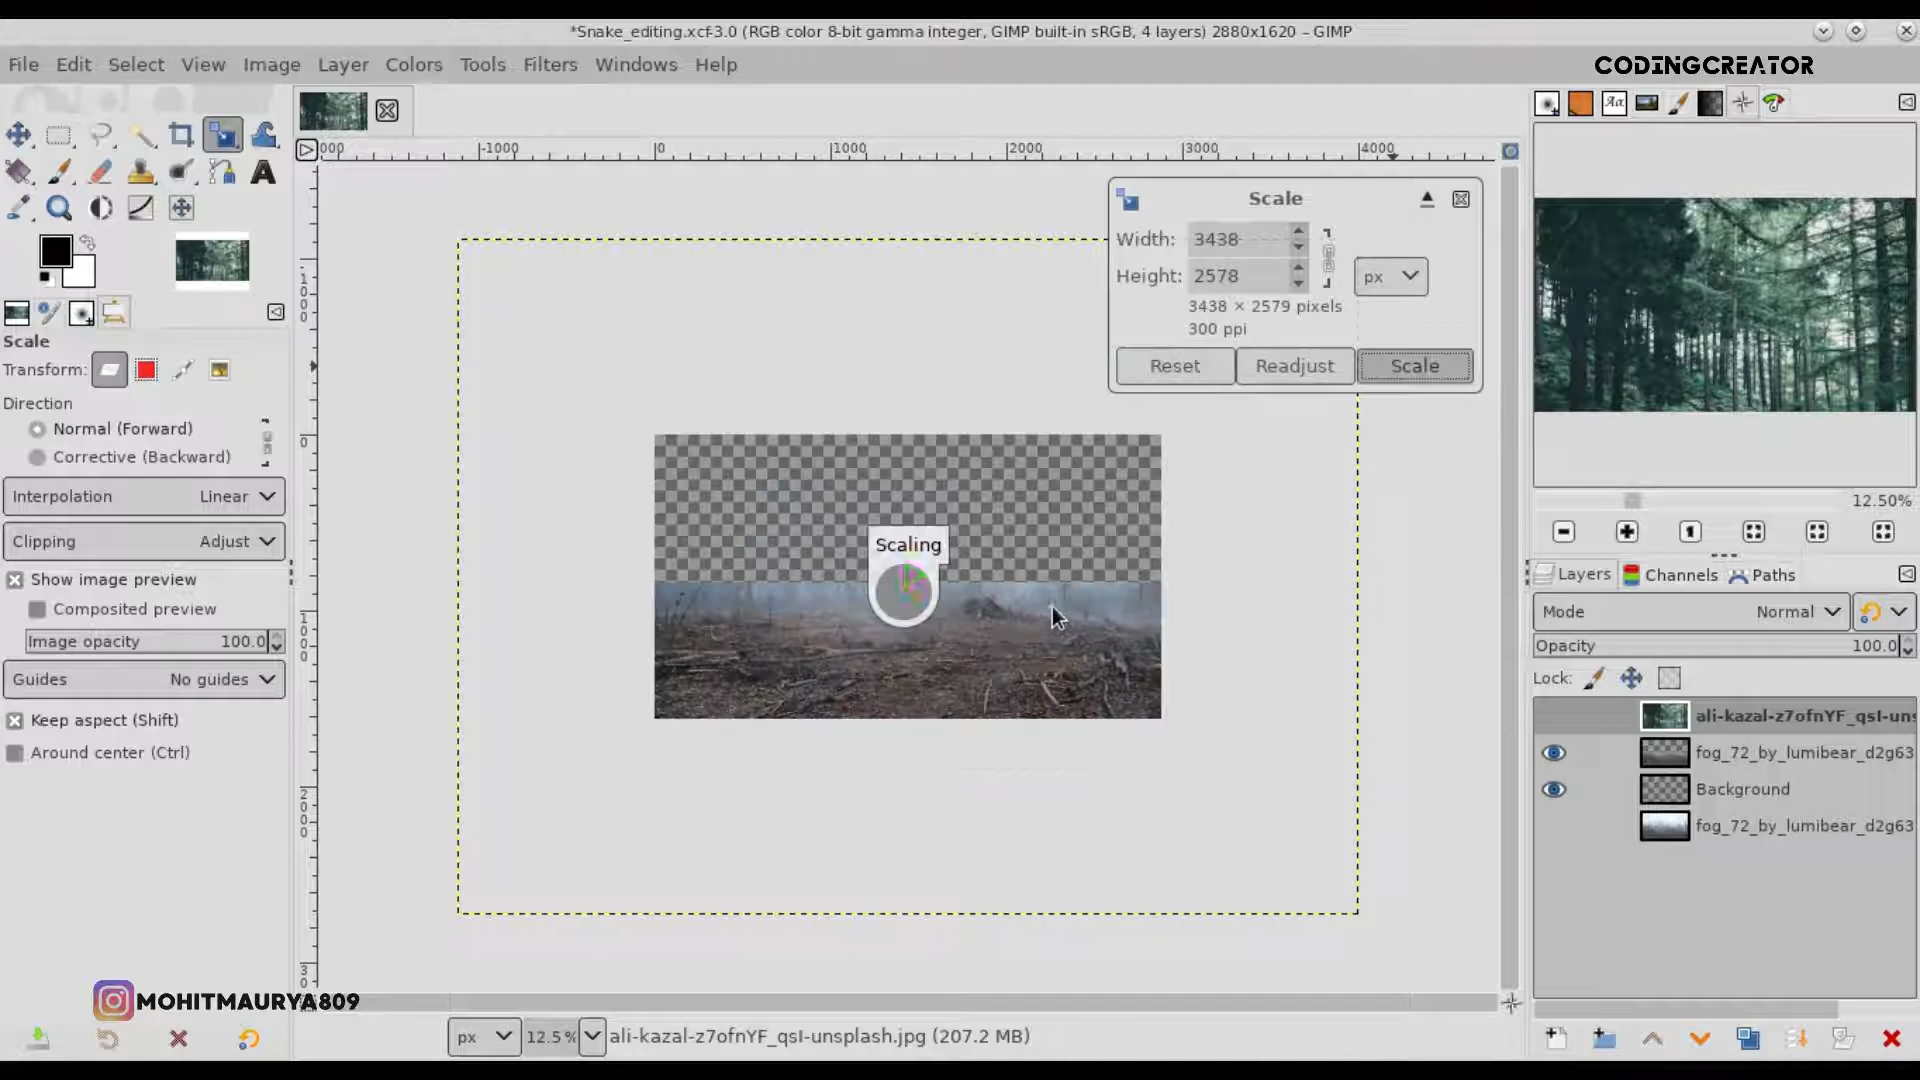 *Snake_editing.xcf-3.0 (RGB color 8-bit gamma integer, GIMP built-in sRGB, 4 layers) 2880x1620 – GIMP
File Edit Select View Image Layer Colors Tools Filters Windows Help
CODINGCREATOR
-1000 0 1000 2000 3000 4000
Scale
Width: 3438
Height: 2578
px
3438 × 2579 pixels
300 ppi
Reset Readjust Scale
Scale
Transform:
Direction
Normal (Forward)
Corrective (Backward)
Interpolation Linear
Clipping Adjust
Show image preview
Composited preview
Image opacity 100.0
Guides No guides
Keep aspect (Shift)
Around center (Ctrl)
Scaling
12.50%
Layers Channels Paths
Mode Normal
Opacity 100.0
Lock:
ali-kazal-z7ofnYF_qsI-uns
fog_72_by_lumibear_d2g63
Background
fog_72_by_lumibear_d2g63
MOHITMAURYA809
px 12.5 % ali-kazal-z7ofnYF_qsI-unsplash.jpg (207.2 MB)